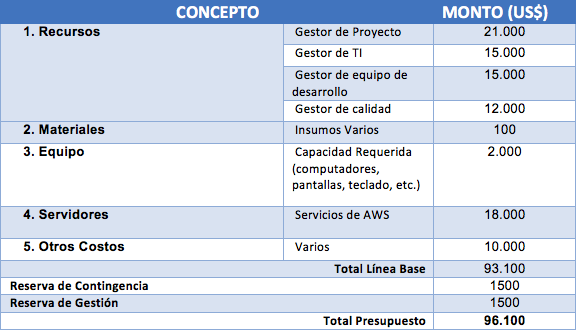 CONCEPTO MONTO (US$)
1. Recursos Gestor de Proyecto 21.000
Gestor de TI 15.000
Gestor de equipo de 15.000
desarrollo
Gestor de calidad 12.000
2. Materiales Insumos Varios 100
3. Equipo Capacidad Requerida 2.000
(computadores,
pantallas, teclado, etc.)
4. Servidores Servicios de AWS 18.000
5. Otros Costos Varios 10.000
Total Línea Base 93.100
Reserva de Contingencia 1500
Reserva de Gestión 1500
Total Presupuesto 96.100